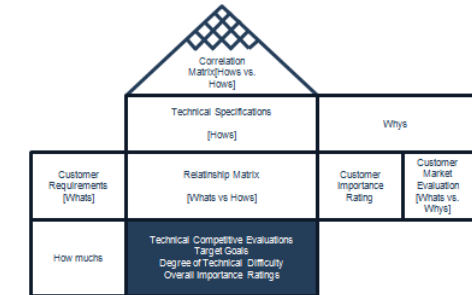 Correlation
Matrix[Hows vs.
Hows]
Technical Specifications
[Hows]
Whys
Customer
Requirements
[Whats]
Relatinship Matrix
[Whats vs Hows]
Customer
Importance
Rating
Customer
Market
Evaluation
[Whats vs.
Whys]
How muchs
Technical Competitive Evaluations
Target Goals
Degree of Technical Difficulty
Overall Importance Ratings